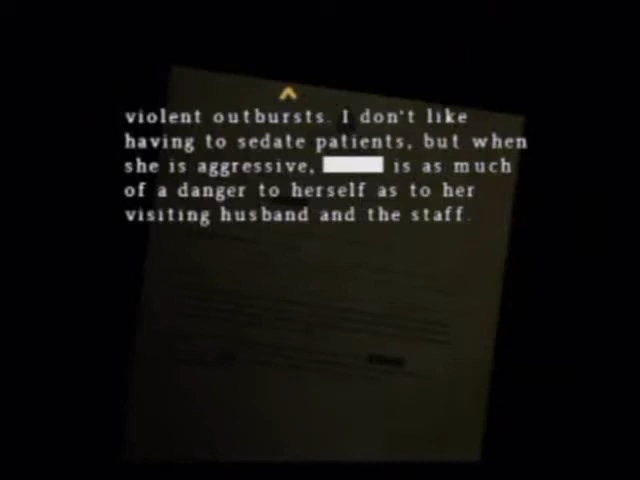 violent outbursts. I don't like
having to sedate patients, but when
she is aggressive, is as much
of a danger to herself as to her
visiting husband and the staff.